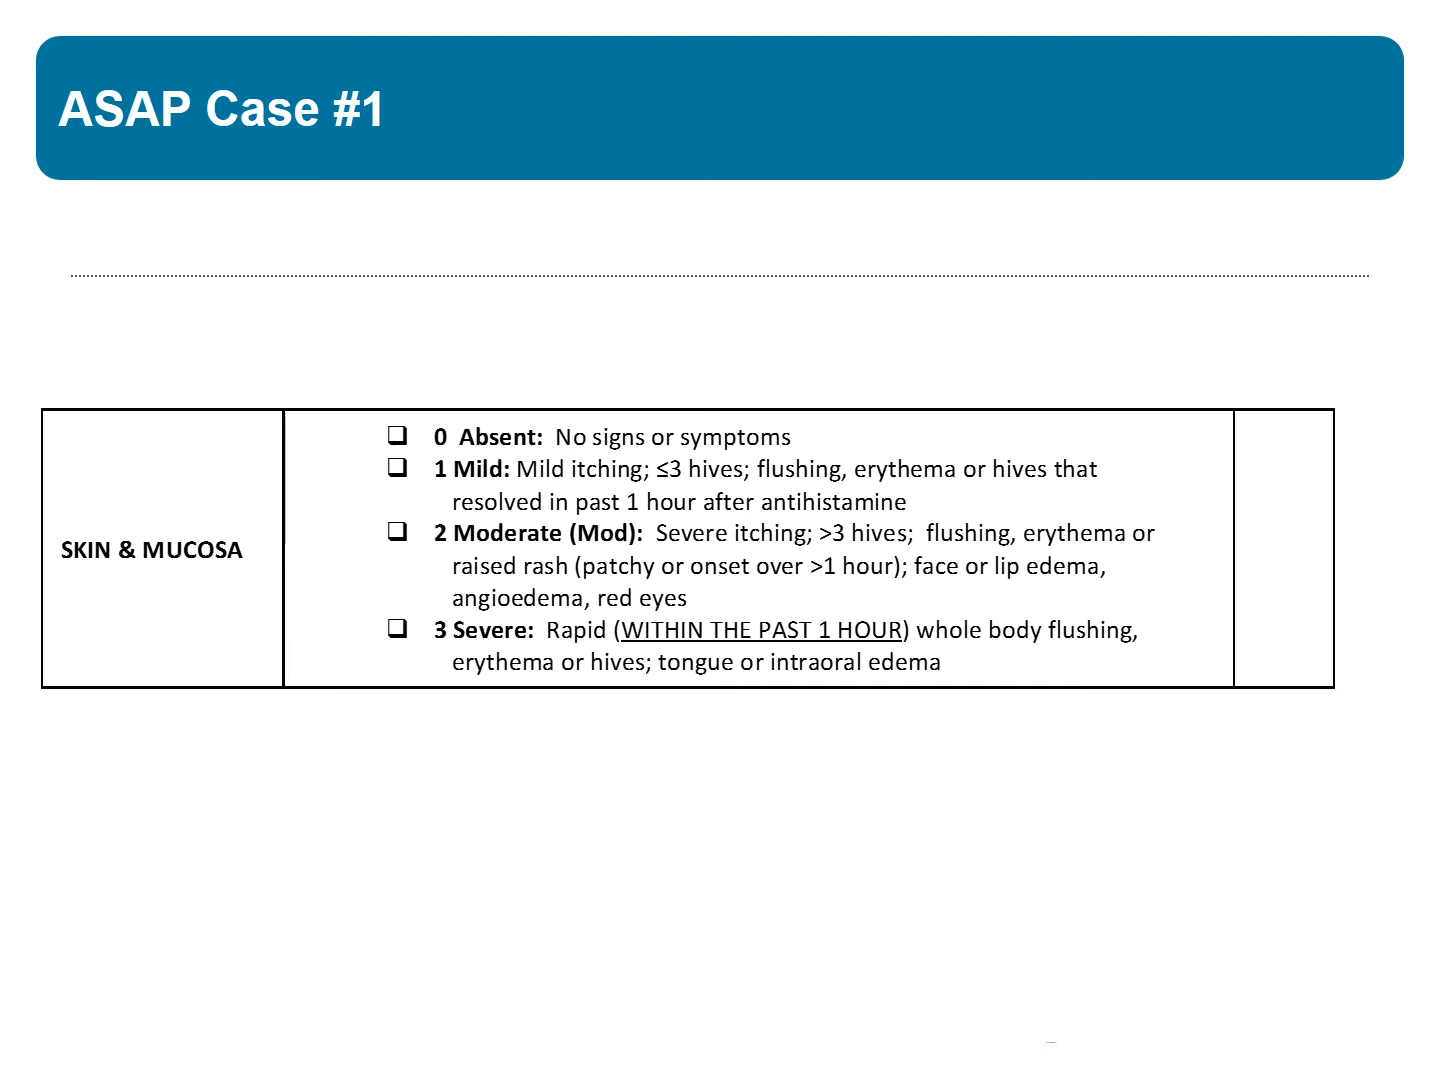 ASAP Case #1
SKIN & MUCOSA
❑ 0 Absent: No signs or symptoms
❑ 1 Mild: Mild itching; ≤3 hives; flushing, erythema or hives that
resolved in past 1 hour after antihistamine
❑ 2 Moderate (Mod): Severe itching; >3 hives; flushing, erythema or
raised rash (patchy or onset over >1 hour); face or lip edema,
angioedema, red eyes
❑ 3 Severe: Rapid (WITHIN THE PAST 1 HOUR) whole body flushing,
erythema or hives; tongue or intraoral edema